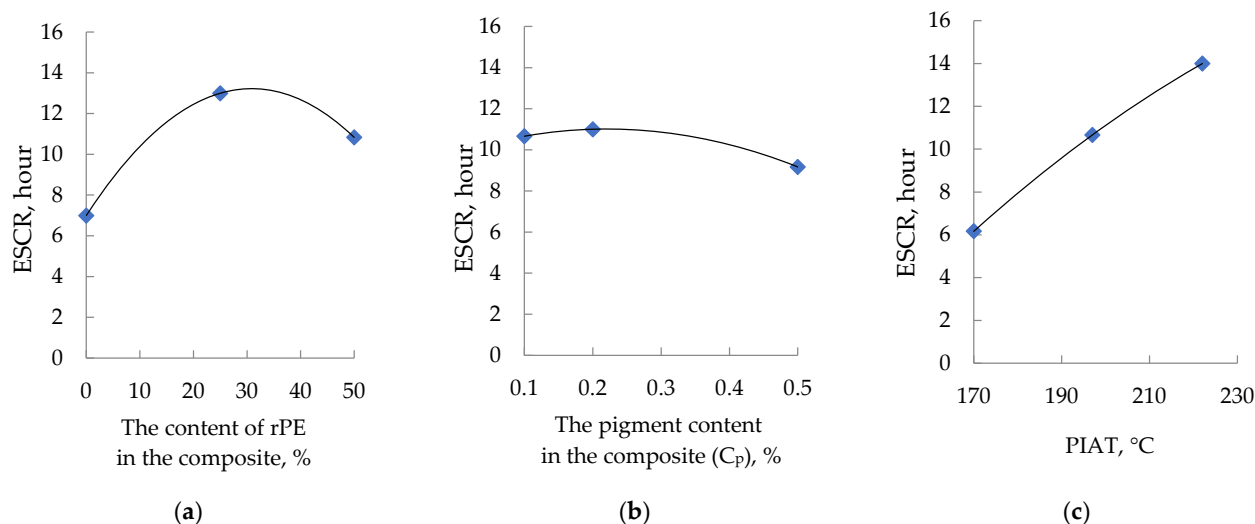 16
14
12
10
8
6
4
2
0
ESCR, hour
0 10 20 30 40 50
The content of rPE
in the composite, %
(a)
16
14
12
10
8
6
4
2
0
ESCR, hour
0.1 0.2 0.3 0.4 0.5
The pigment content
in the composite (Cₚ), %
(b)
16
14
12
10
8
6
4
2
0
ESCR, hour
170 190 210 230
PIAT, °C
(c)